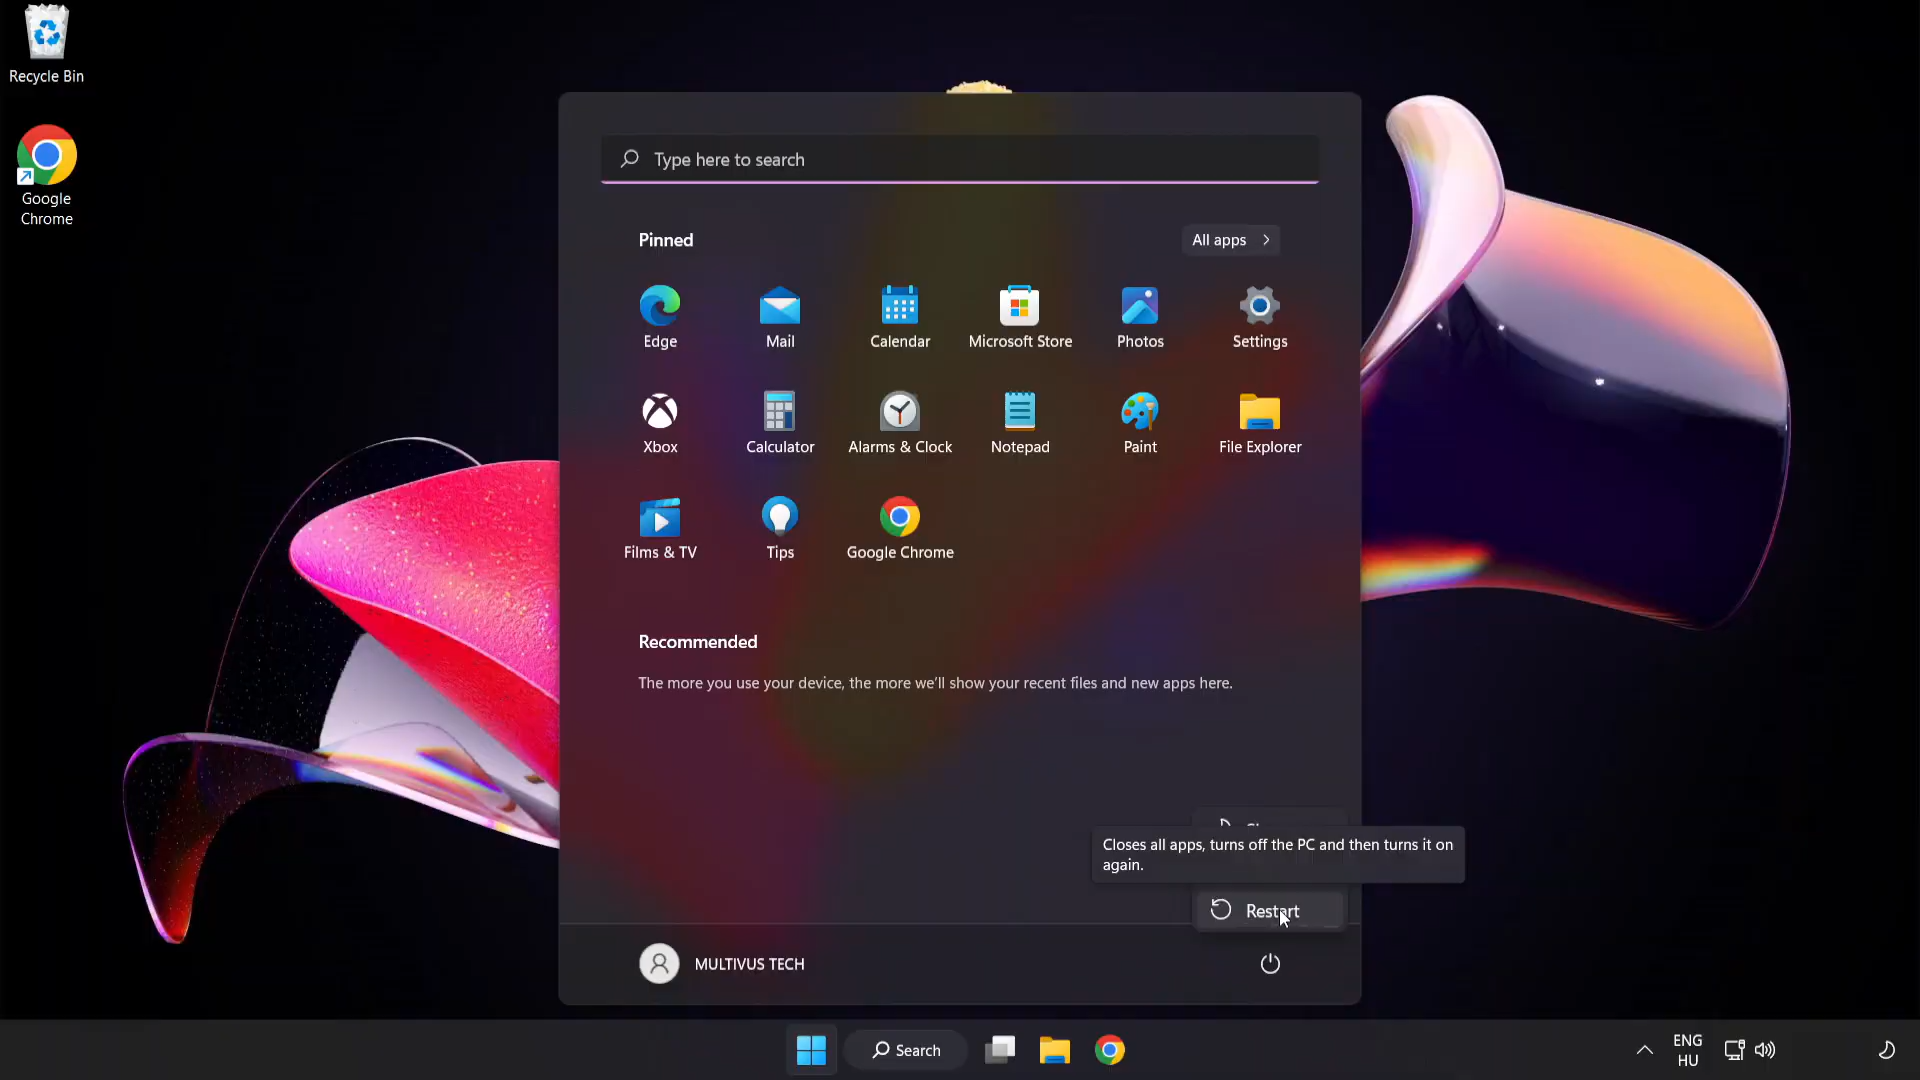 Recycle Bin
Google
Chrome
Type here to search
Pinned
All apps
Edge
Mail
Calendar
Microsoft Store
Photos
Settings
Xbox
Calculator
Alarms & Clock
Notepad
Paint
File Explorer
Films & TV
Tips
Google Chrome
Recommended
The more you use your device, the more we'll show your recent files and new apps here.
Closes all apps, turns off the PC and then turns it on
again.
Restart
MULTIVUS TECH
Search
ENG
HU